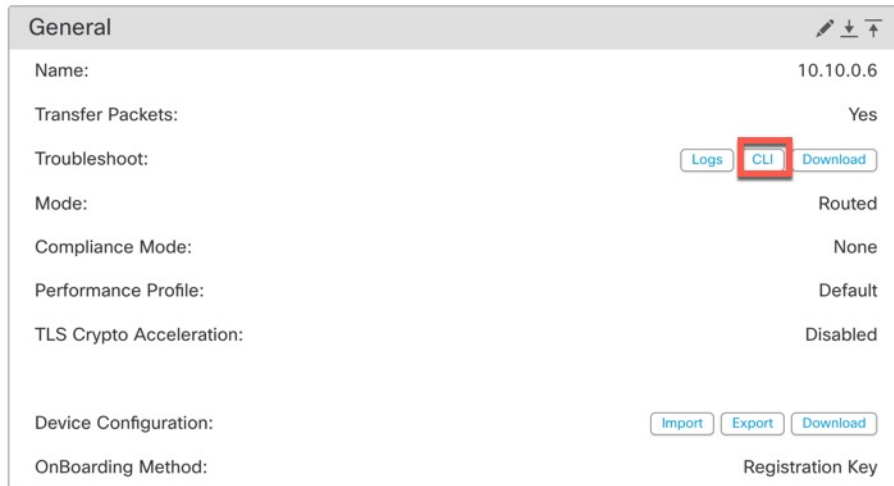 General
Name: 10.10.0.6
Transfer Packets: Yes
Troubleshoot: Logs CLI Download
Mode: Routed
Compliance Mode: None
Performance Profile: Default
TLS Crypto Acceleration: Disabled
Device Configuration: Import Export Download
OnBoarding Method: Registration Key